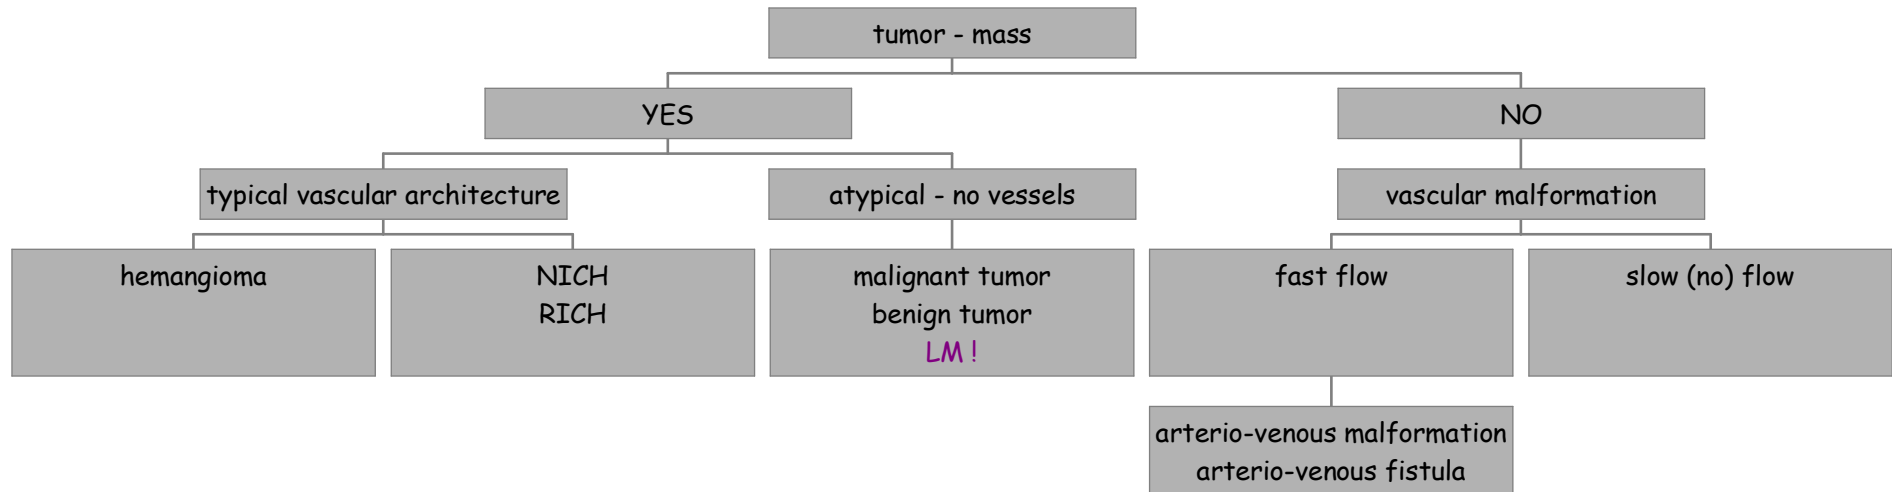 tumor - mass
YES
NO
typical vascular architecture
atypical - no vessels
vascular malformation
hemangioma
NICH
RICH
malignant tumor
benign tumor
LM !
fast flow
slow (no) flow
arterio-venous malformation
arterio-venous fistula